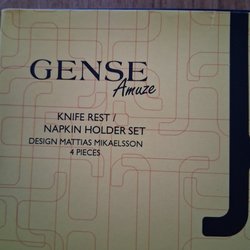 GENSE
Amuze
KNIFE REST /
NAPKIN HOLDER SET
DESIGN MATTIAS MIKAELSSON
4 PIECES